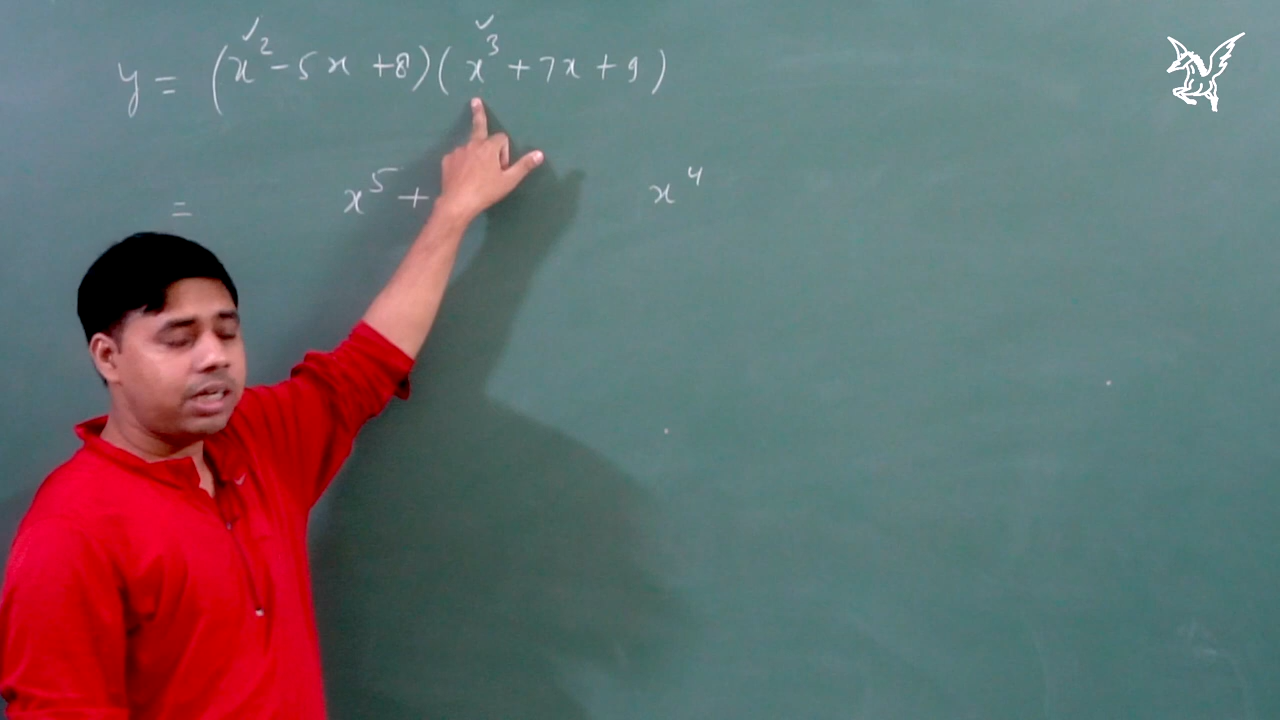 y = (x² - 5x + 8)(x³ + 7x + 9)
= x⁵ + x⁴